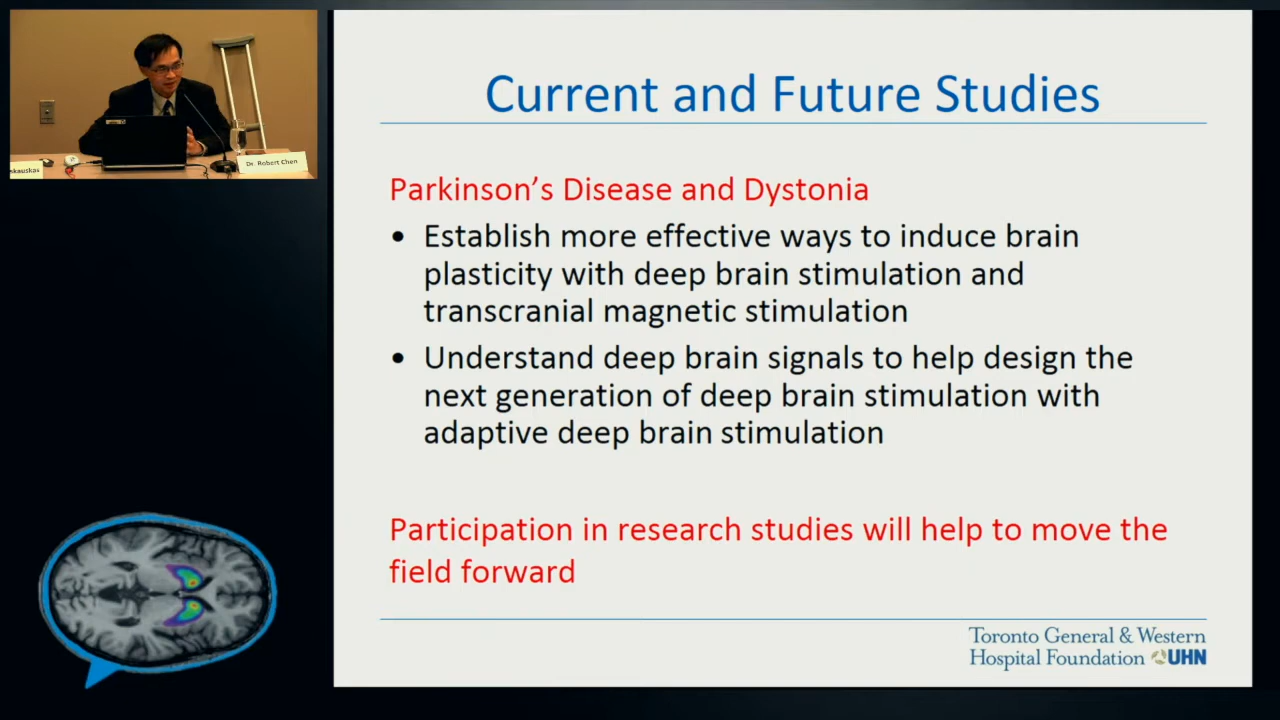 skauskas
Dr. Robert Chen
Current and Future Studies
Parkinson's Disease and Dystonia
• Establish more effective ways to induce brain
plasticity with deep brain stimulation and
transcranial magnetic stimulation
• Understand deep brain signals to help design the
next generation of deep brain stimulation with
adaptive deep brain stimulation
Participation in research studies will help to move the
field forward
Toronto General & Western
Hospital Foundation UHN